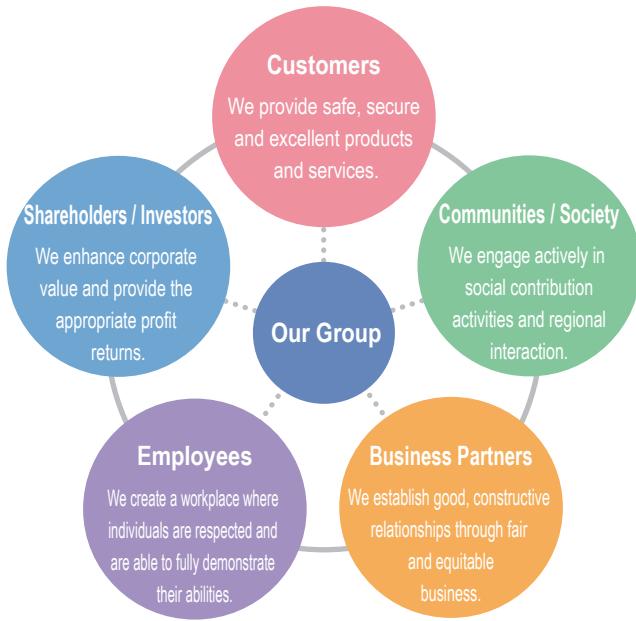 Customers
We provide safe, secure
and excellent products
and services.
Shareholders / Investors
We enhance corporate
value and provide the
appropriate profit
returns.
Communities / Society
We engage actively in
social contribution
activities and regional
interaction.
Our Group
Employees
We create a workplace where
individuals are respected and
are able to fully demonstrate
their abilities.
Business Partners
We establish good, constructive
relationships through fair
and equitable
business.